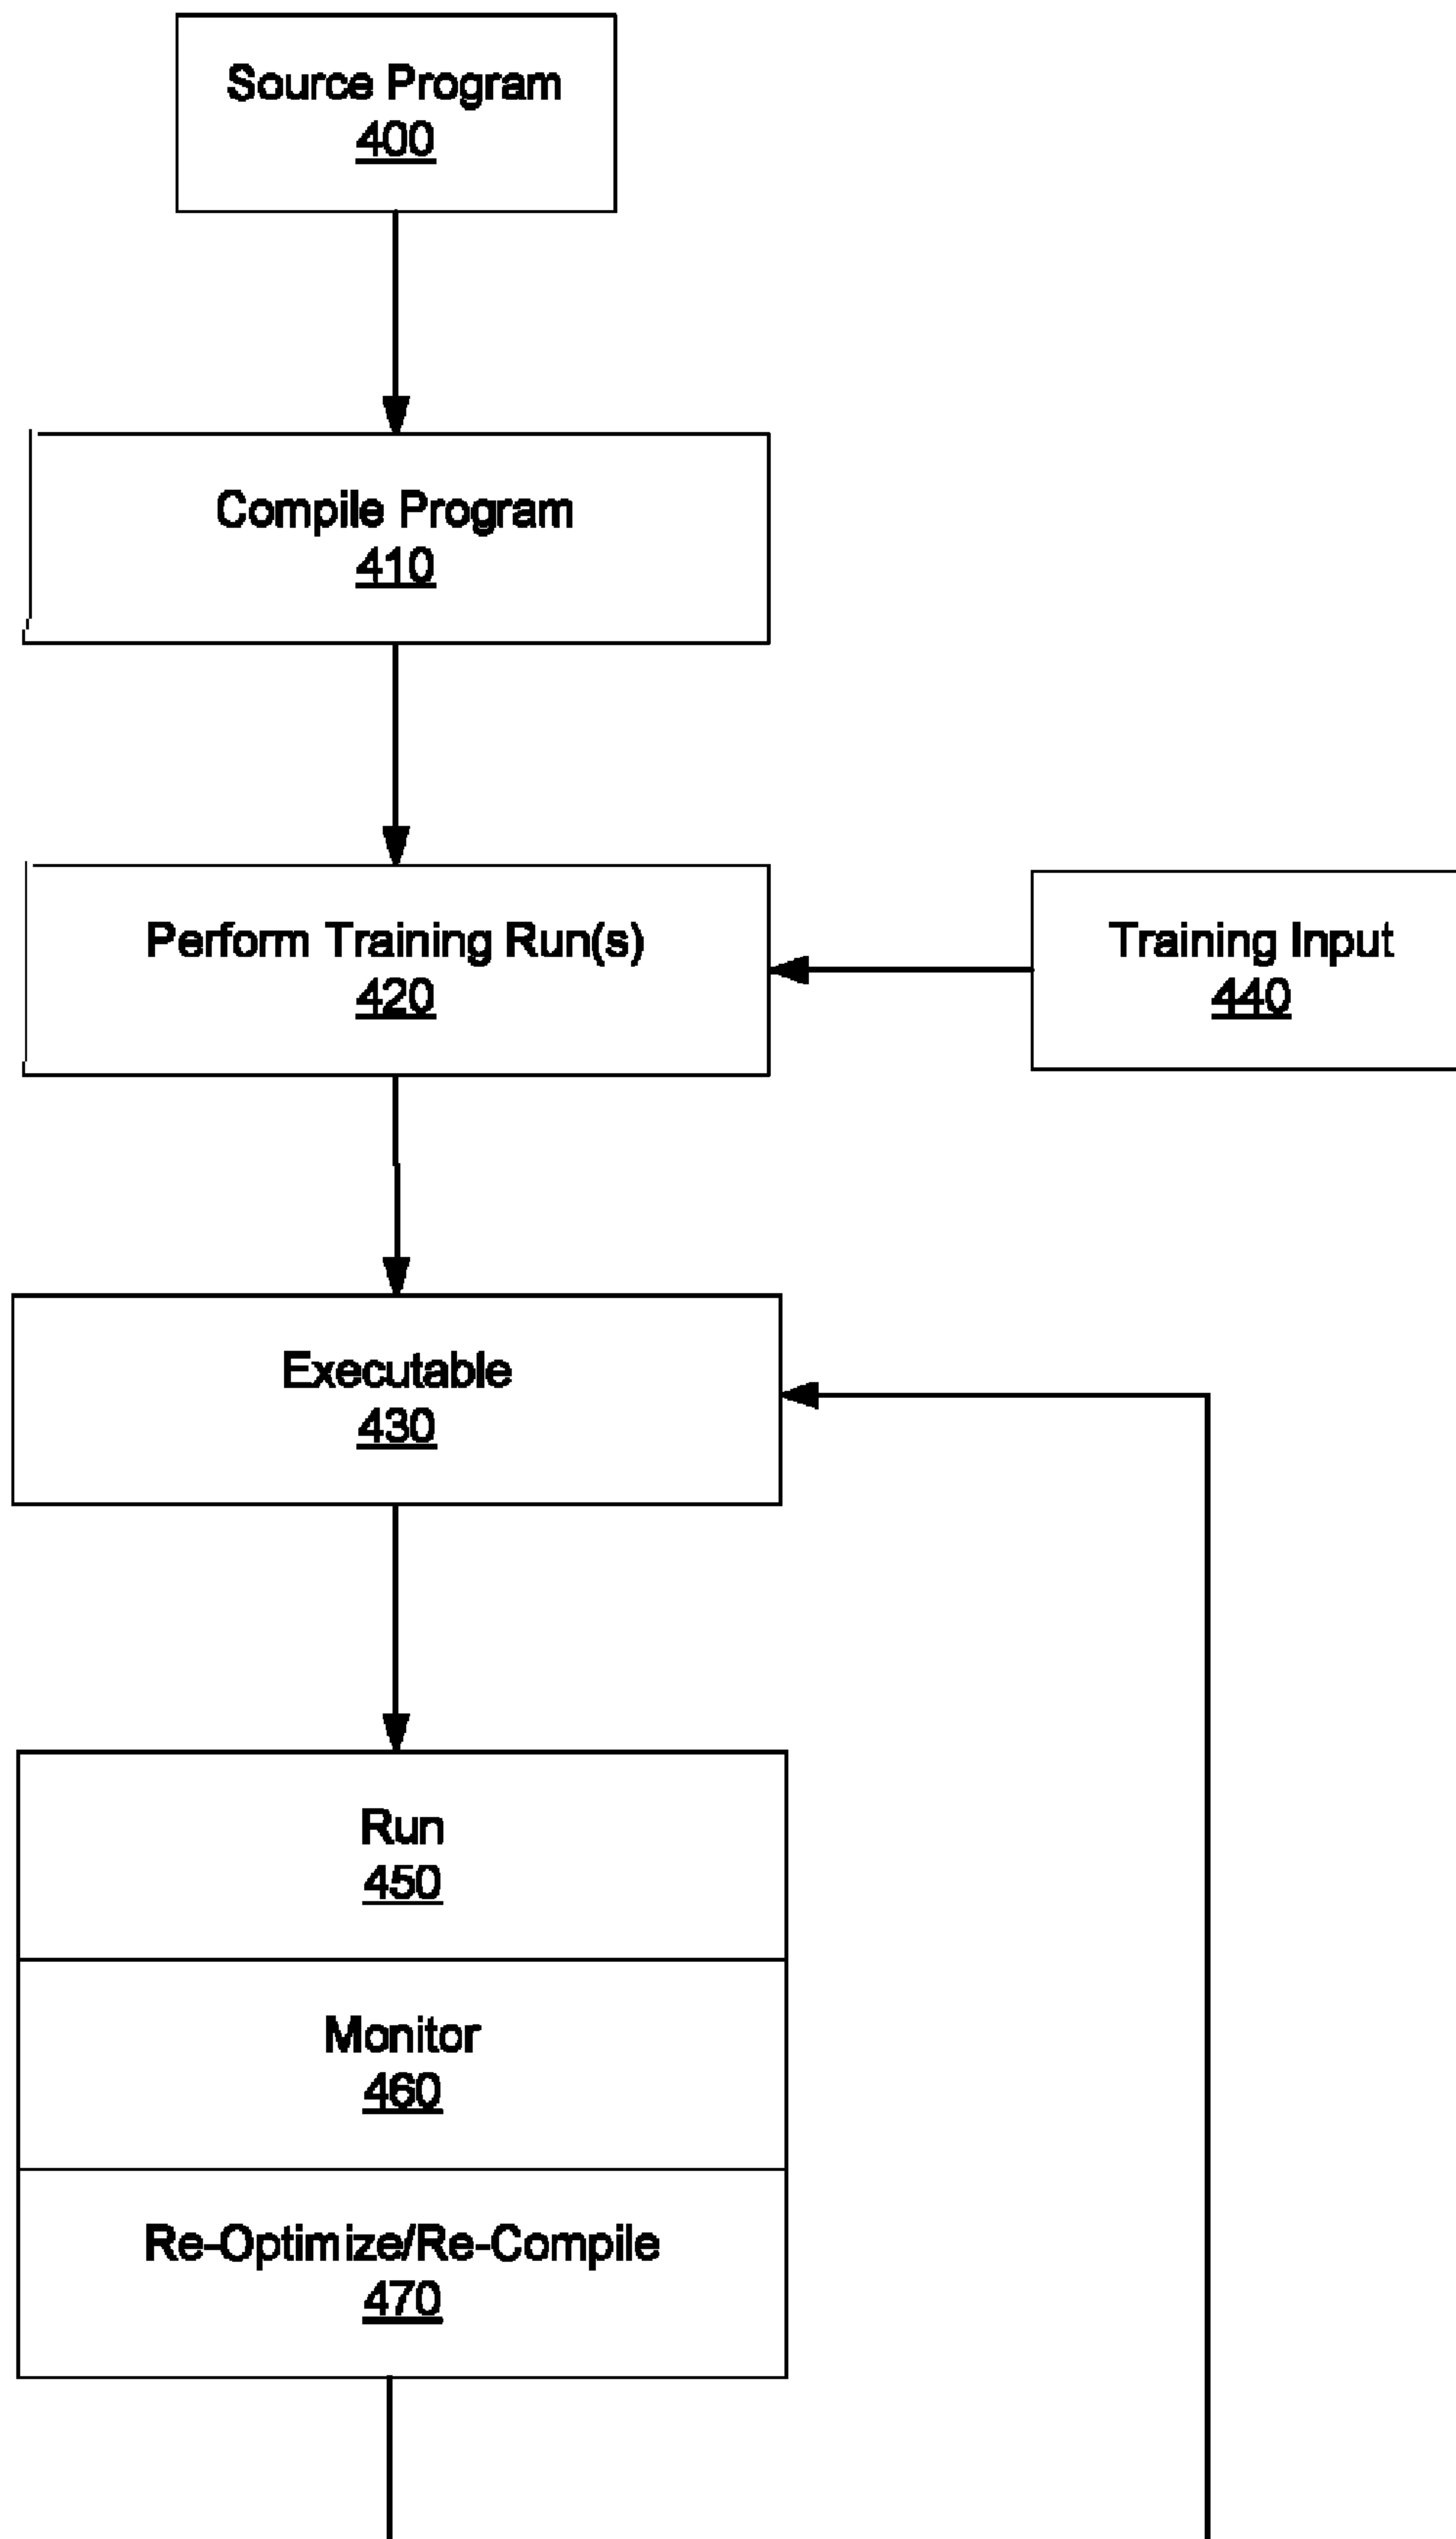 Source Program
400
Compile Program
410
Perform Training Run(s)
420
Training Input
440
Executable
430
Run
450
Monitor
460
Re-Optimize/Re-Compile
470